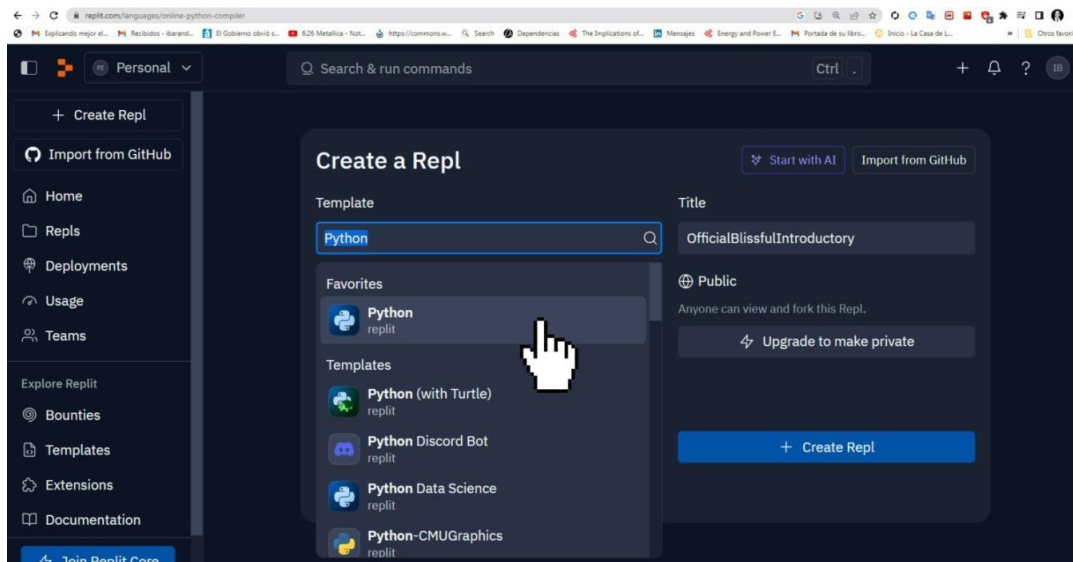 replit.com/languages/online-python-compiler
Explicando mejor el...
Recibidos - ibarand...
El Gobierno obvió s...
6.26 Metallica - Not...
https://commons.w...
Search
Dependencias
The Implications of...
Mensajes
Energy and Power E...
Portada de su libro...
Inicio - La Casa de L...
»
Otros favori
Personal
Search & run commands
Ctrl .
+
?
IB
+ Create Repl
Import from GitHub
Home
Repls
Deployments
Usage
Teams
Explore Replit
Bounties
Templates
Extensions
Documentation
Join Replit Core
Create a Repl
Start with AI
Import from GitHub
Template
Python
Favorites
Python
replit
Templates
Python (with Turtle)
replit
Python Discord Bot
replit
Python Data Science
replit
Python-CMUGraphics
replit
Title
OfficialBlissfulIntroductory
Public
Anyone can view and fork this Repl.
Upgrade to make private
+ Create Repl